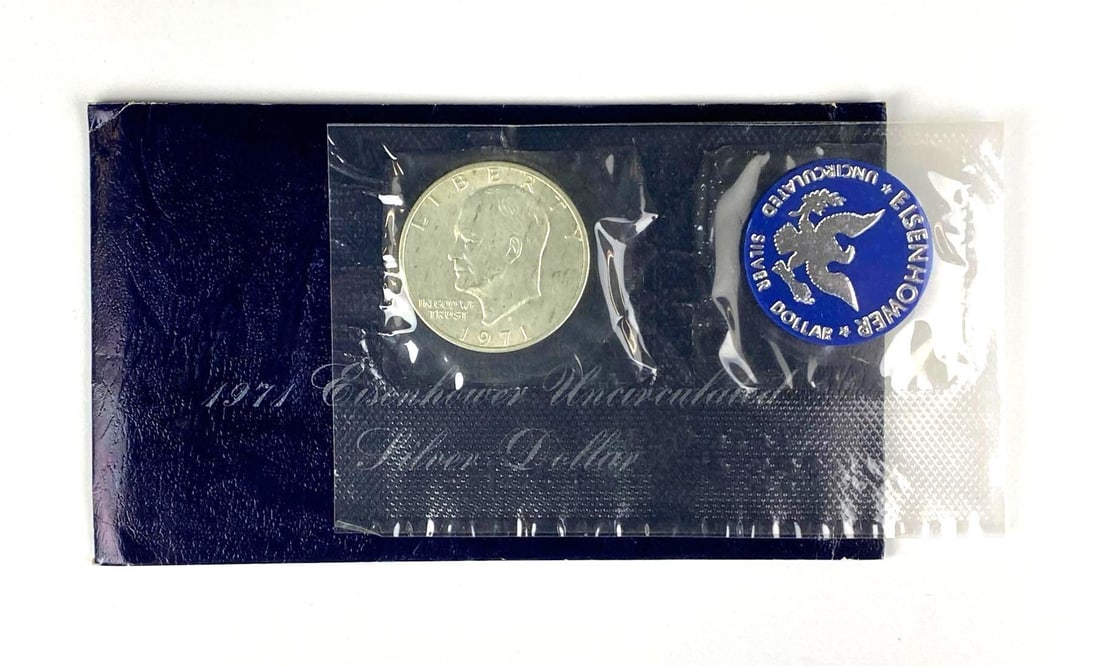 LIBERTY
IN GOD WE
TRUST
1971
EISENHOWER
★ UNCIRCULATED SILVER DOLLAR ★
1971 Eisenhower Uncirculated
Silver Dollar